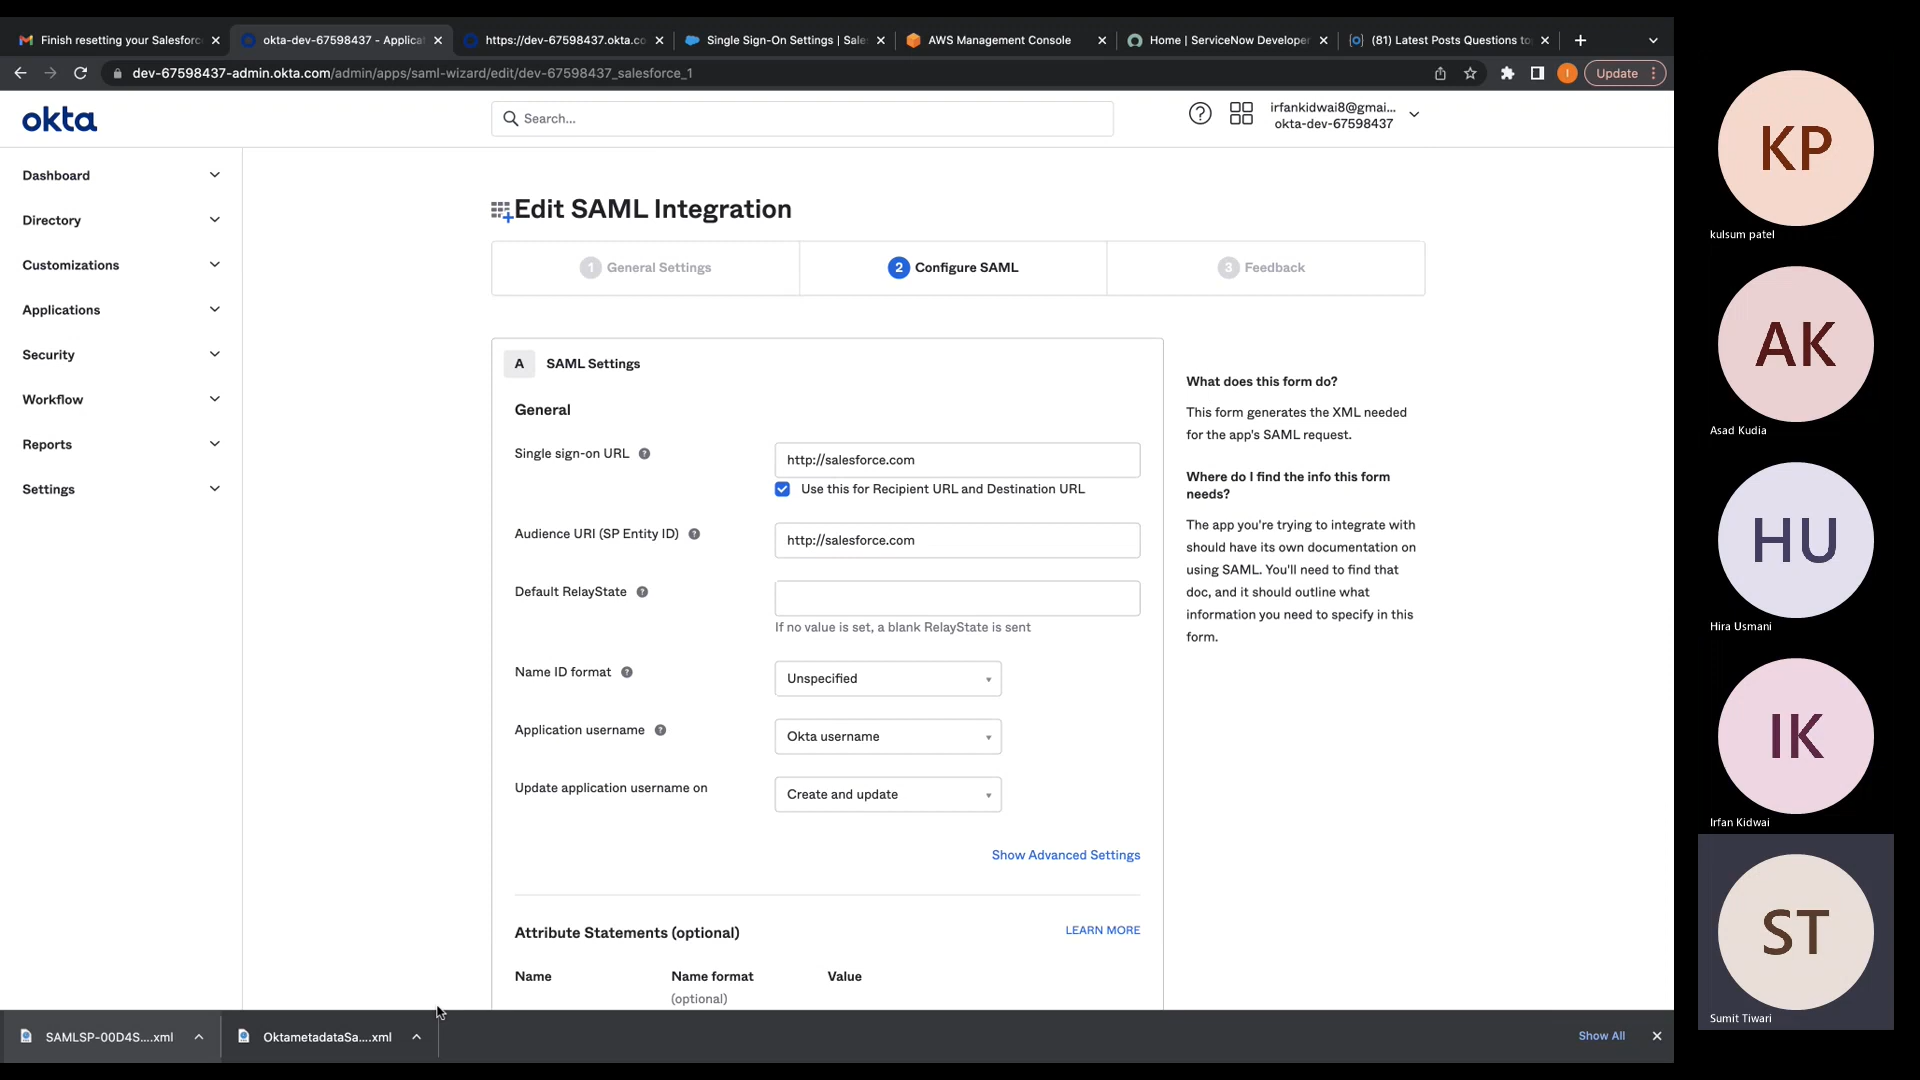 Finish resetting your Salesforc
okta-dev-67598437 - Applicat
https://dev-67598437.okta.co
Single Sign-On Settings | Sale
AWS Management Console
Home | ServiceNow Developer
(81) Latest Posts Questions to
dev-67598437-admin.okta.com/admin/apps/saml-wizard/edit/dev-67598437_salesforce_1
I
Update
okta
Search...
irfankidwai8@gmai...
okta-dev-67598437
Dashboard
Directory
Customizations
Applications
Security
Workflow
Reports
Settings
Edit SAML Integration
1 General Settings
2 Configure SAML
3 Feedback
A SAML Settings
General
Single sign-on URL
http://salesforce.com
Use this for Recipient URL and Destination URL
Audience URI (SP Entity ID)
http://salesforce.com
Default RelayState
If no value is set, a blank RelayState is sent
Name ID format
Unspecified
Application username
Okta username
Update application username on
Create and update
Show Advanced Settings
Attribute Statements (optional)
LEARN MORE
Name
Name format
(optional)
Value
What does this form do?
This form generates the XML needed
for the app's SAML request.
Where do I find the info this form
needs?
The app you're trying to integrate with
should have its own documentation on
using SAML. You'll need to find that
doc, and it should outline what
information you need to specify in this
form.
SAMLSP-00D4S....xml
OktametadataSa....xml
Show All
KP
kulsum patel
AK
Asad Kudia
HU
Hira Usmani
IK
Irfan Kidwai
ST
Sumit Tiwari